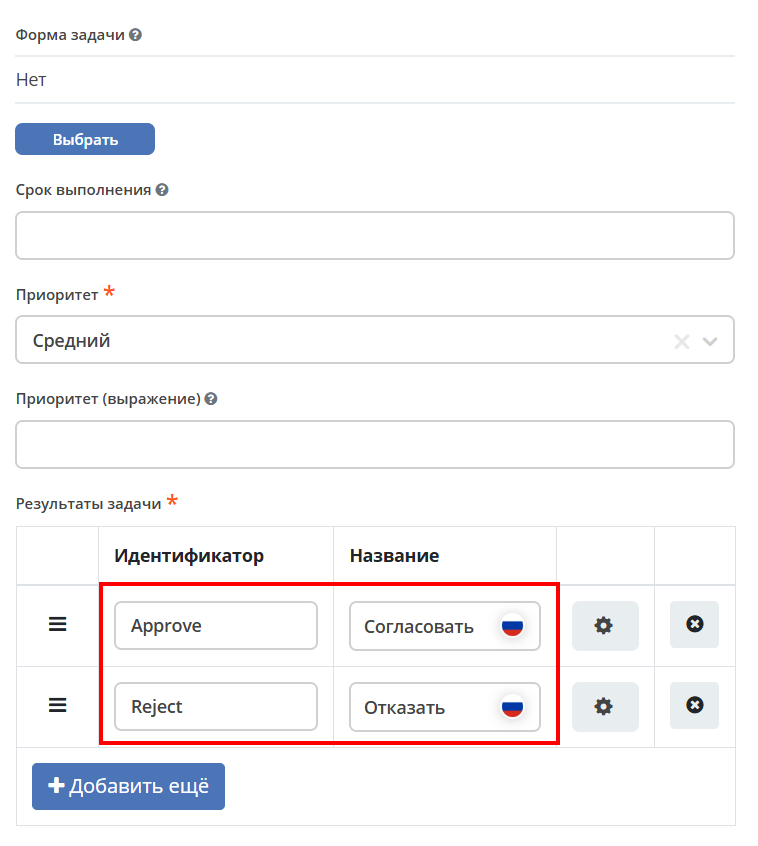 Форма задачи
Нет
Выбрать
Срок выполнения
Приоритет *
Средний
Приоритет (выражение)
Результаты задачи *
Идентификатор Название
Approve Согласовать
Reject Отказать
Добавить ещё